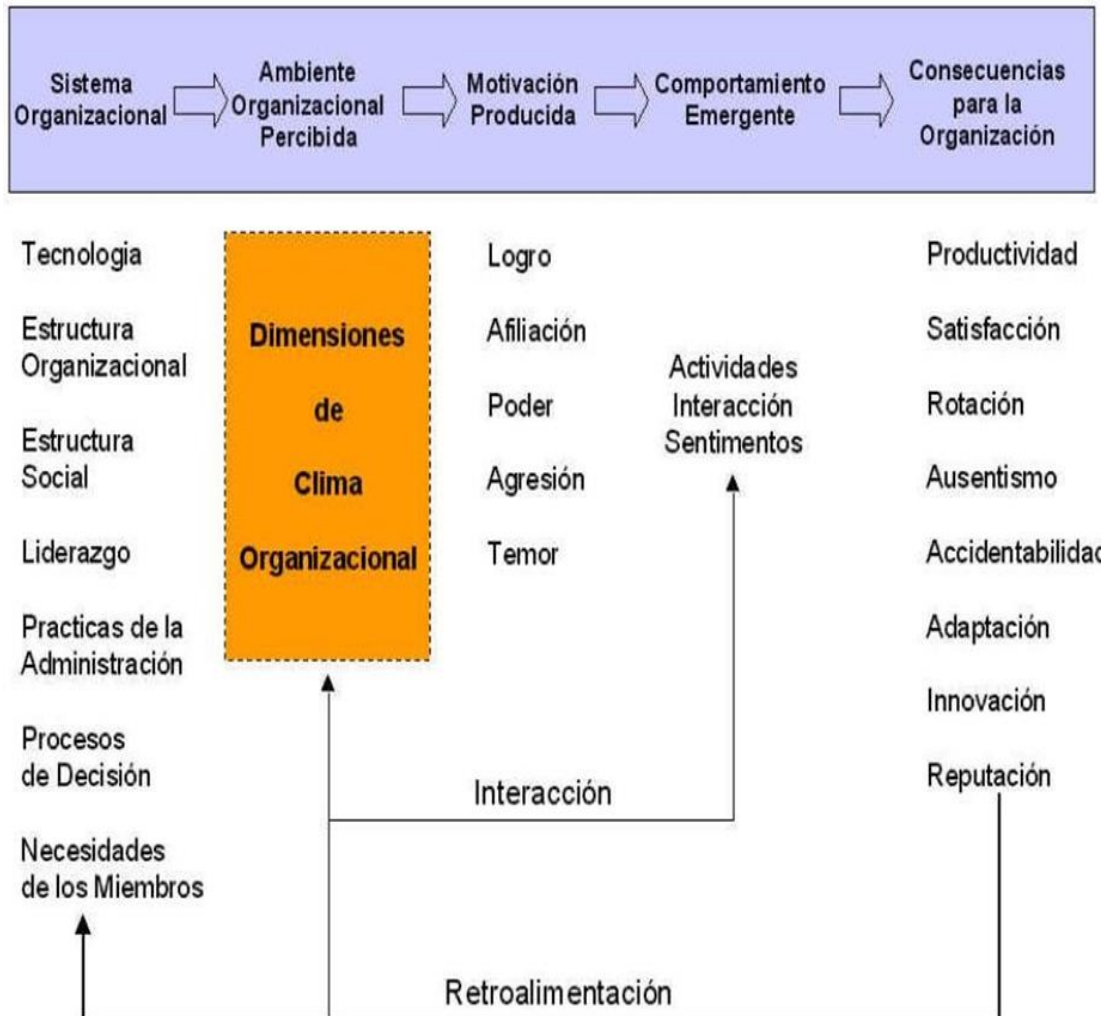 Sistema
Organizacional
Ambiente
Organizacional
Percibida
Motivación
Producida
Comportamiento
Emergente
Consecuencias
para la
Organización
Tecnologia
Estructura
Organizacional
Estructura
Social
Liderazgo
Practicas de la
Administración
Procesos
de Decisión
Necesidades
de los Miembros
Dimensiones
de
Clima
Organizacional
Logro
Afiliación
Poder
Agresión
Temor
Actividades
Interacción
Sentimentos
Productividad
Satisfacción
Rotación
Ausentismo
Accidentabilidad
Adaptación
Innovación
Reputación
Interacción
Retroalimentación